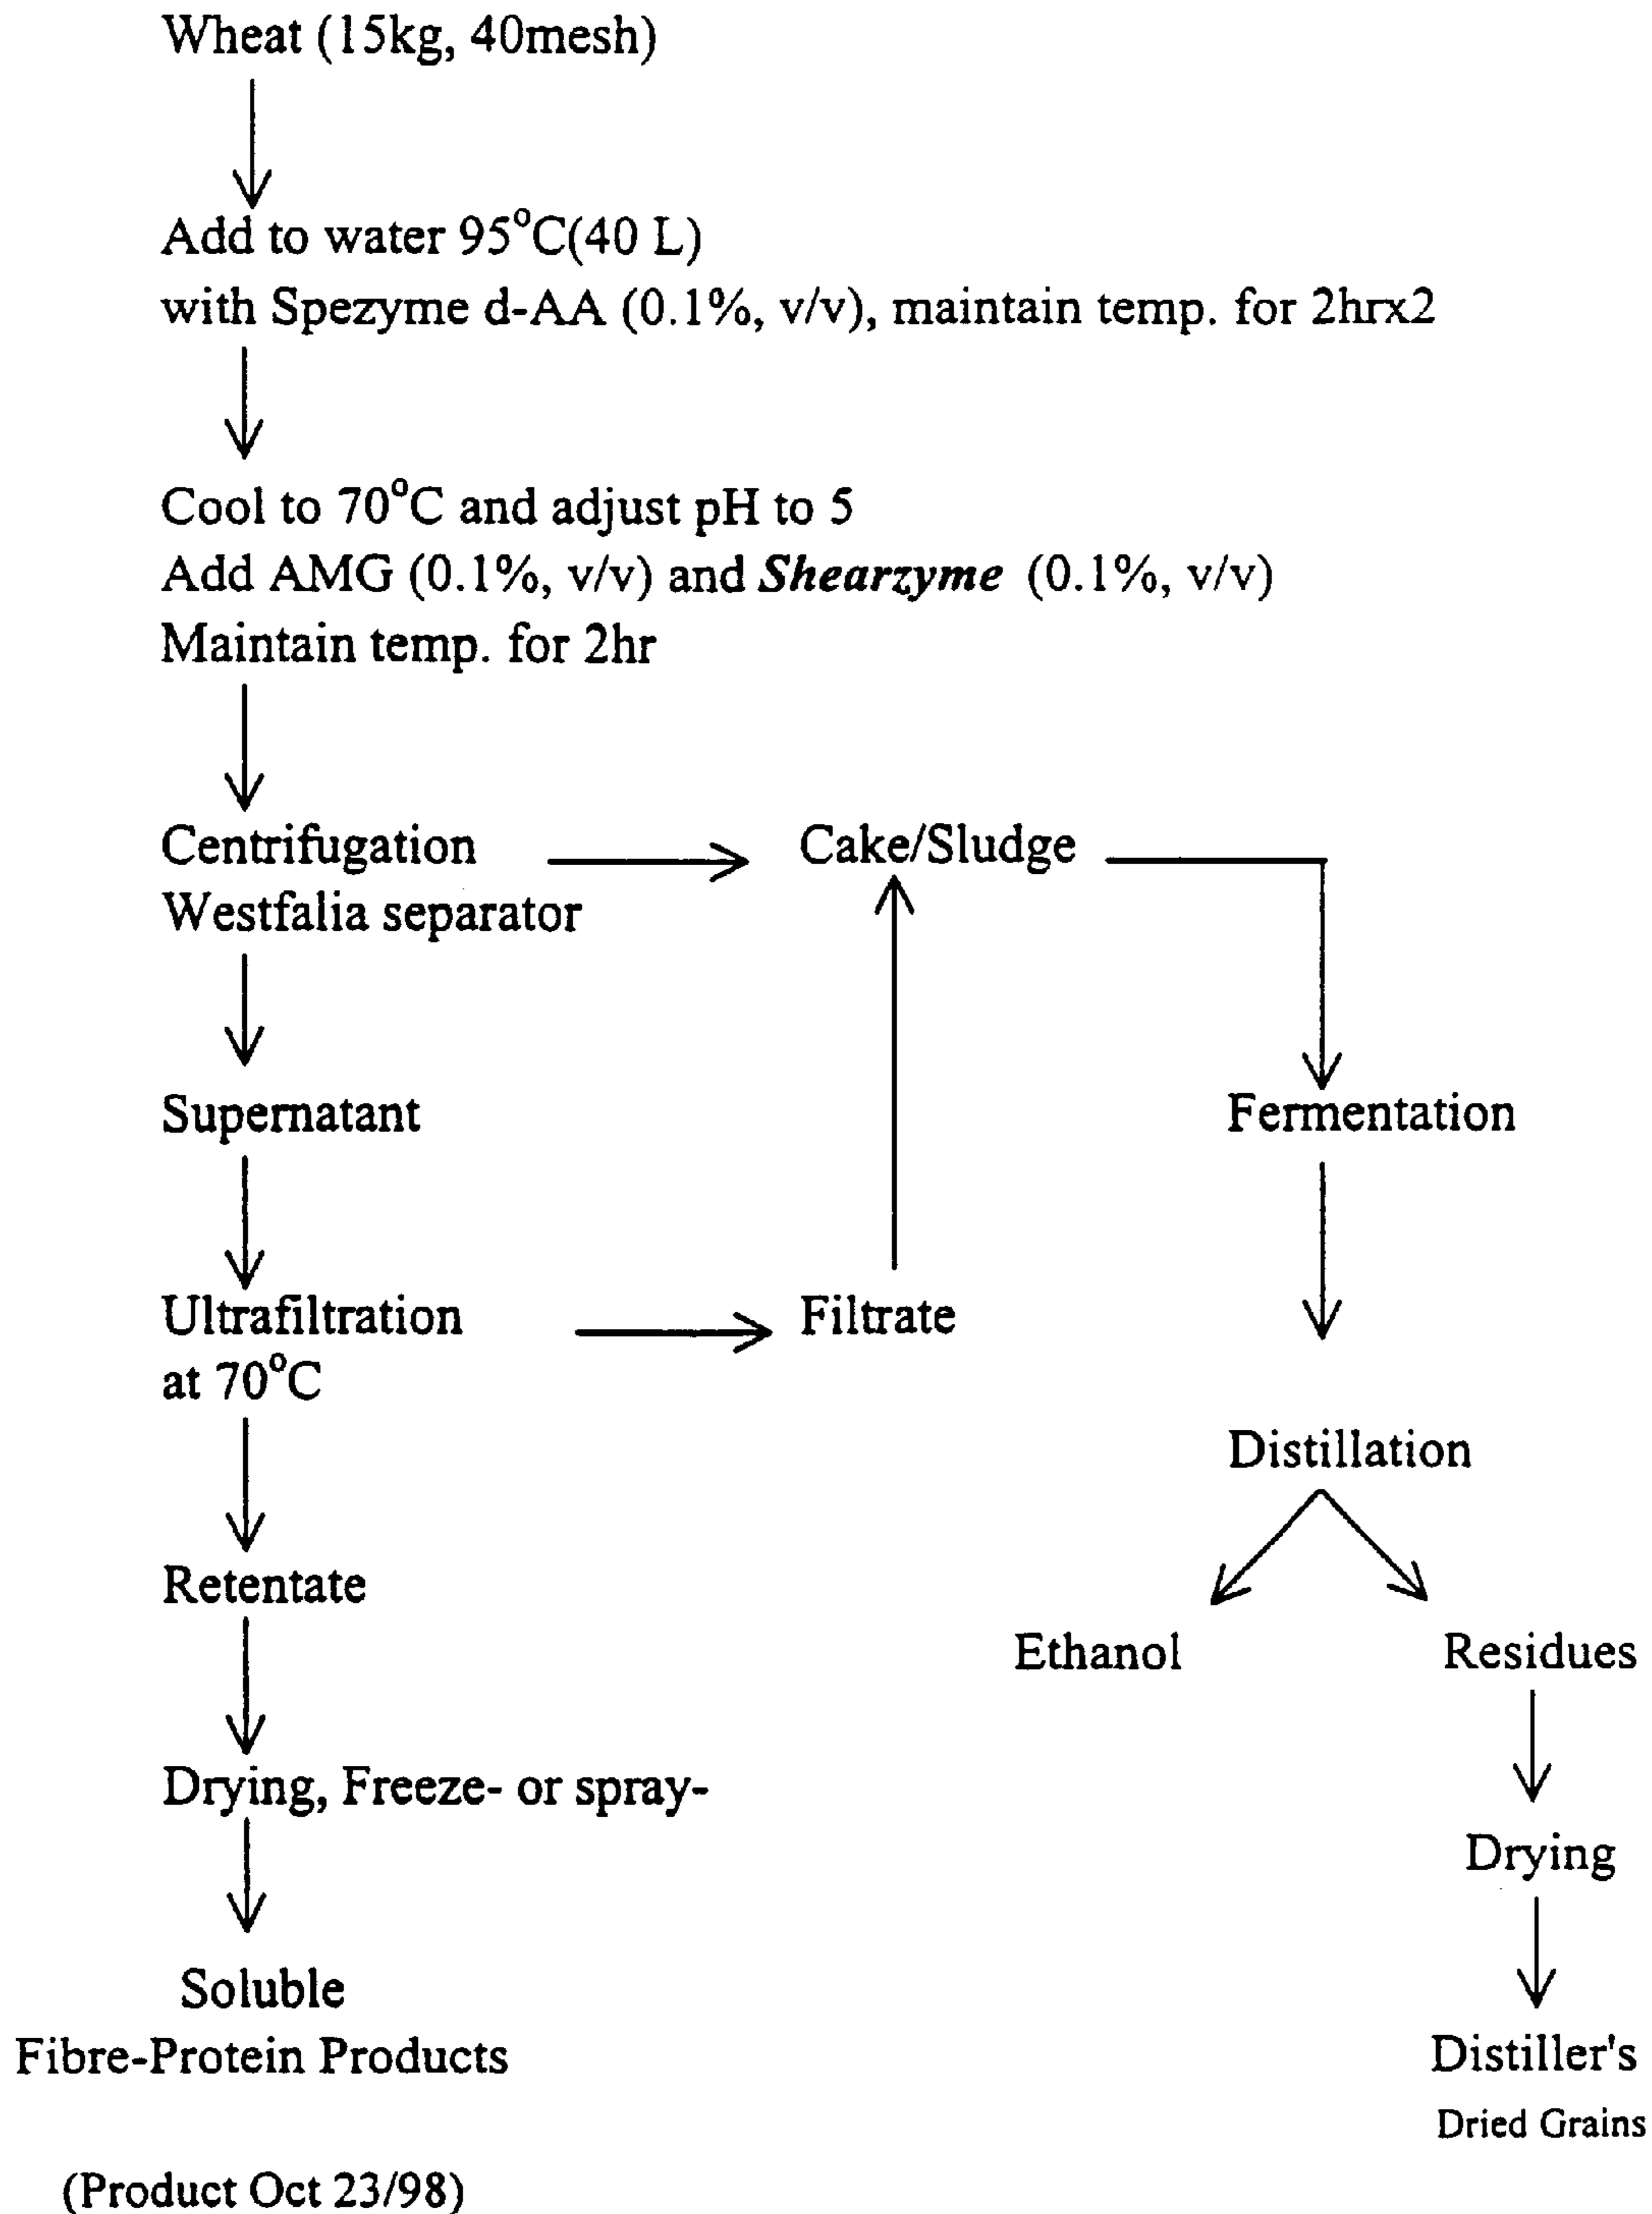 Wheat (15kg, 40mesh)
Add to water 95°C(40 L)
with Spezyme d-AA (0.1%, v/v), maintain temp. for 2hrx2
Cool to 70°C and adjust pH to 5
Add AMG (0.1%, v/v) and Shearzyme (0.1%, v/v)
Maintain temp. for 2hr
Centrifugation
Westfalia separator
Cake/Sludge
Supernatant
Fermentation
Ultrafiltration
at 70°C
Filtrate
Distillation
Retentate
Ethanol
Residues
Drying, Freeze- or spray-
Drying
Soluble
Fibre-Protein Products
Distiller's
Dried Grains
(Product Oct 23/98)